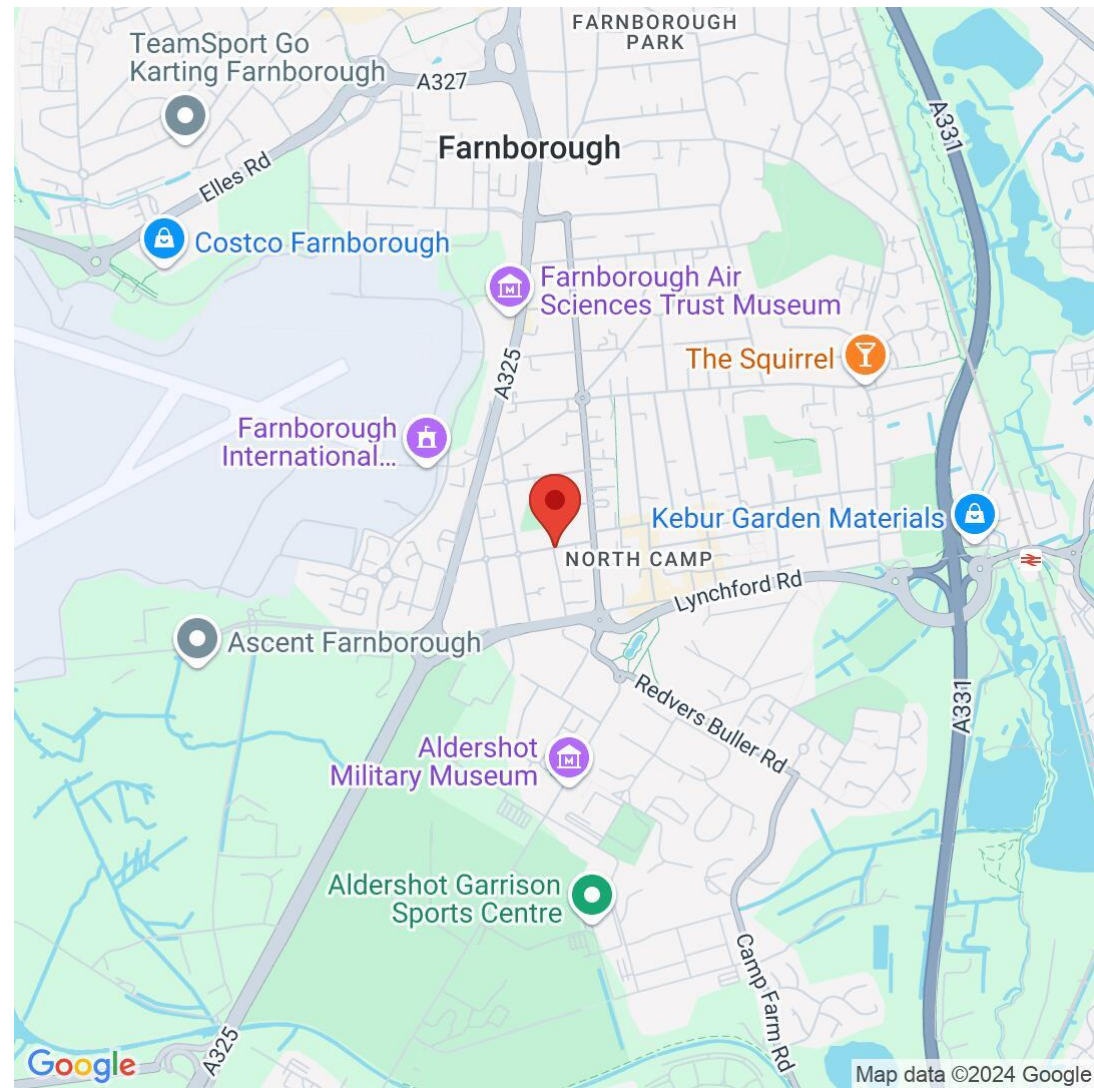 FARNBOROUGH
PARK
TeamSport Go
Karting Farnborough
A327
A331
Farnborough
Elles Rd
Costco Farnborough
Farnborough Air
Sciences Trust Museum
The Squirrel
A325
Farnborough
International...
Kebur Garden Materials
NORTH CAMP
Lynchford Rd
Ascent Farnborough
Redvers Buller Rd
A331
Aldershot
Military Museum
Aldershot Garrison
Sports Centre
Camp Farm Rd
A325
Google
Map data ©2024 Google